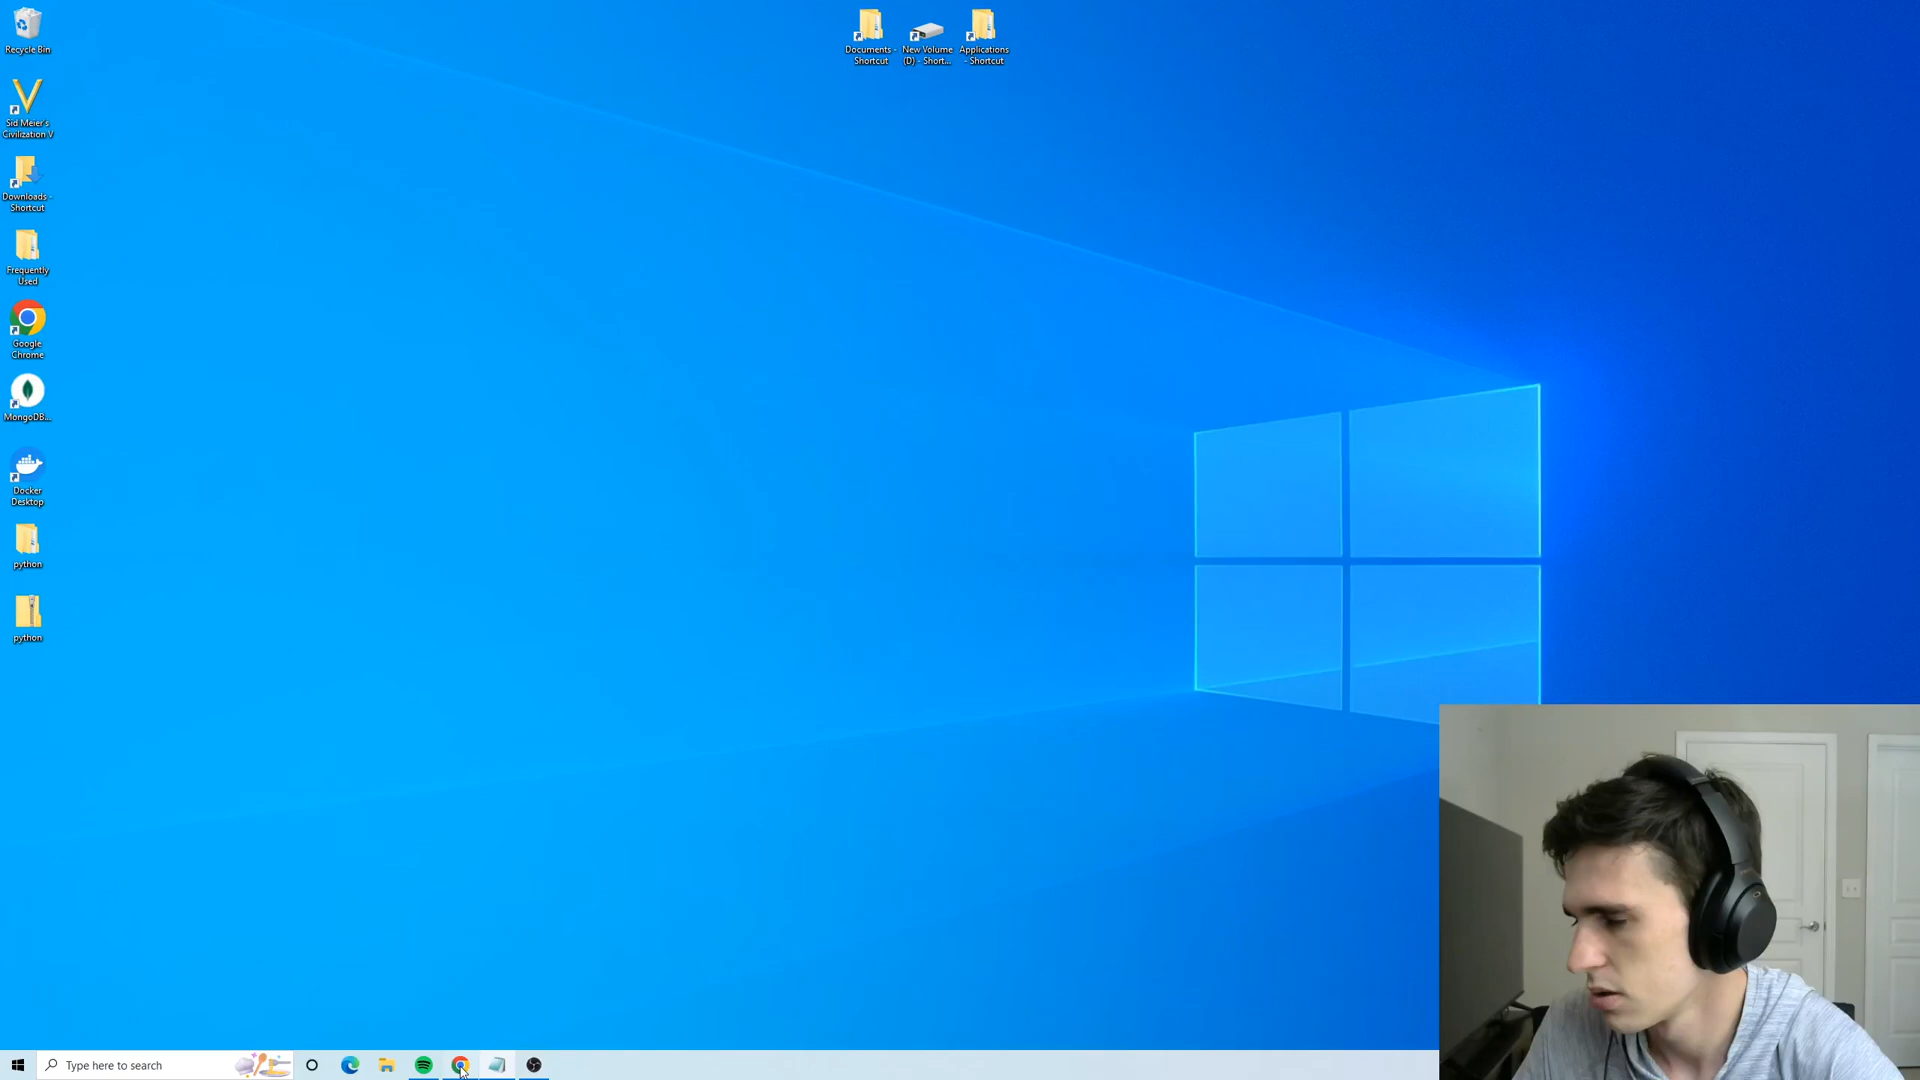 Recycle Bin
Sid Meier's
Civilization V
Downloads -
Shortcut
Frequently
Used
Google
Chrome
MongoDB...
Docker
Desktop
python
python
Documents -
Shortcut
New Volume
(D) - Short...
Applications
- Shortcut
Type here to search